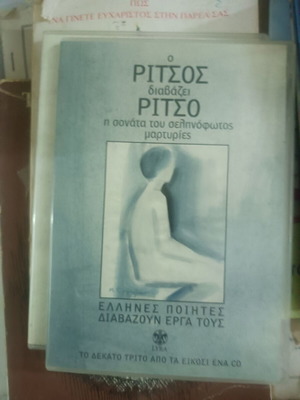 ΠΩΣ
ΝΑ ΓΙΝΕΤΕ ΕΥΧΑΡΙΣΤΟΣ ΣΤΗΝ ΠΑΡΕΑ ΣΑΣ
ο
ΡΙΤΣΟΣ
διαβάζει
ΡΙΤΣΟ
η σονάτα του σεληνόφωτος
μαρτυρίες
ΕΛΛΗΝΕΣ ΠΟΙΗΤΕΣ
ΔΙΑΒΑΖΟΥΝ ΕΡΓΑ ΤΟΥΣ
ΤΟ ΔΕΚΑΤΟ ΤΡΙΤΟ ΑΠΟ ΤΑ ΕΙΚΟΣΙ ΕΝΑ CD